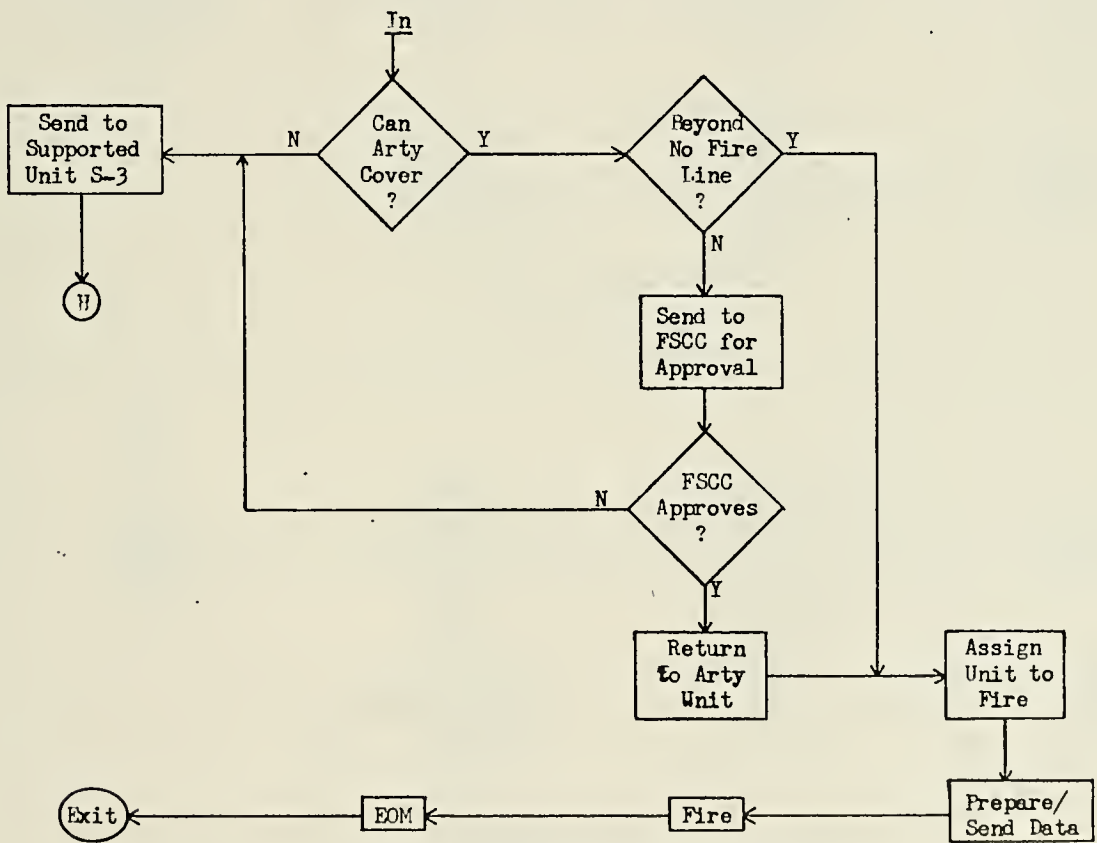 In
Send to
Supported
Unit S-3
N
Can
Arty
Cover
?
Y
Beyond
No Fire
Line
?
Y
N
H
Send to
FSCC for
Approval
FSCC
Approves
?
N
Y
Return
to Arty
Unit
Assign
Unit to
Fire
Exit
EOM
Fire
Prepare/
Send Data